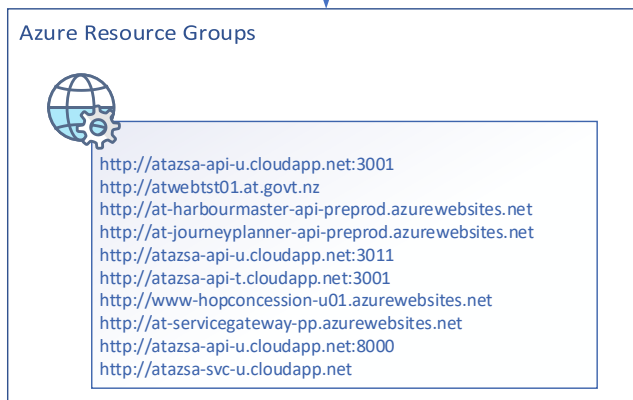 Azure Resource Groups
http://atazsa-api-u.cloudapp.net:3001
http://atwebtst01.at.govt.nz
http://at-harbourmaster-api-preprod.azurewebsites.net
http://at-journeyplanner-api-preprod.azurewebsites.net
http://atazsa-api-u.cloudapp.net:3011
http://atazsa-api-t.cloudapp.net:3001
http://www-hopconcession-u01.azurewebsites.net
http://at-servicegateway-pp.azurewebsites.net
http://atazsa-api-u.cloudapp.net:8000
http://atazsa-svc-u.cloudapp.net